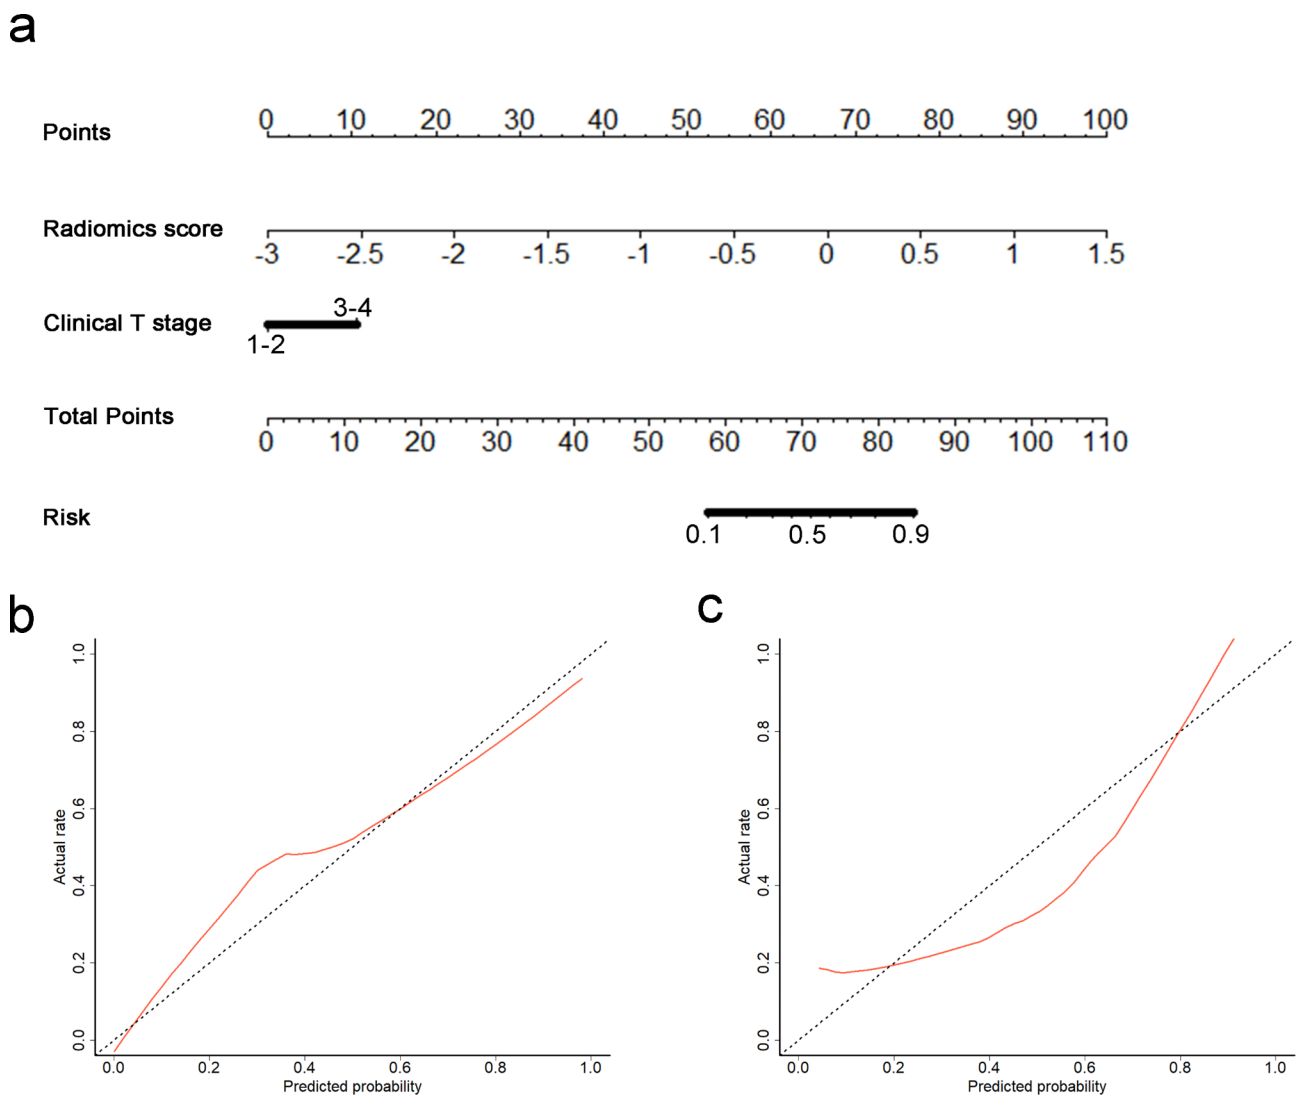 a
Points
0 10 20 30 40 50 60 70 80 90 100
Radiomics score
-3 -2.5 -2 -1.5 -1 -0.5 0 0.5 1 1.5
Clinical T stage
3-4
1-2
Total Points
0 10 20 30 40 50 60 70 80 90 100 110
Risk
0.1 0.5 0.9
b
Actual rate
1.0
0.8
0.6
0.4
0.2
0.0
0.0 0.2 0.4 0.6 0.8 1.0
Predicted probability
c
Actual rate
1.0
0.8
0.6
0.4
0.2
0.0
0.0 0.2 0.4 0.6 0.8 1.0
Predicted probability